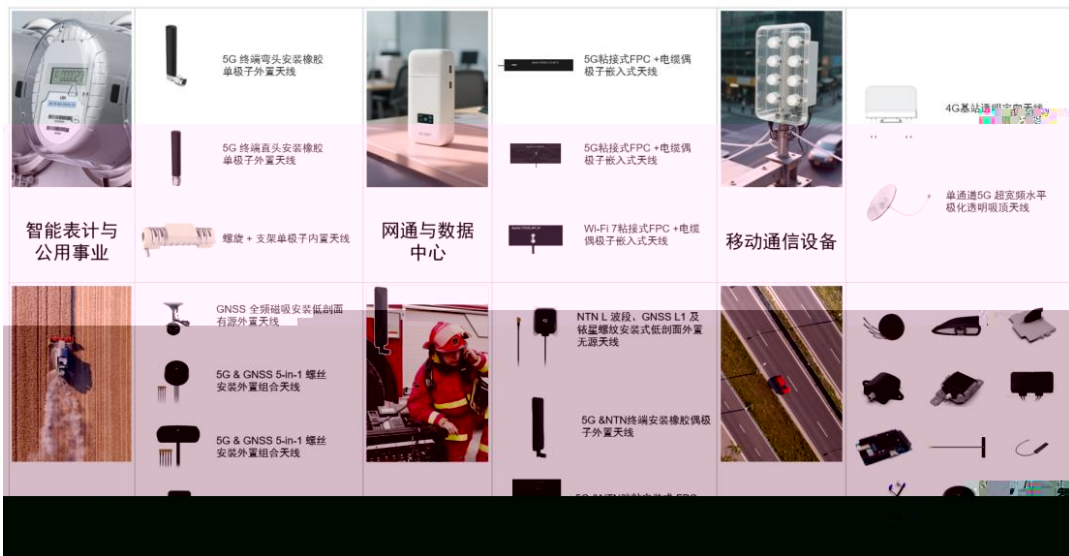 5G 终端弯头安装橡胶
单极子外置天线
5G 终端直头安装橡胶
单极子外置天线
智能表计与
公用事业
螺旋 + 支架单极子内置天线
5G粘接式FPC +电缆偶
极子嵌入式天线
5G粘接式FPC +电缆偶
极子嵌入式天线
网通与数据
中心
Wi-Fi 7粘接式FPC +电缆
偶极子嵌入式天线
移动通信设备
4G基站透明定向天线
单通道5G 超宽频水平
极化透明吸顶天线
GNSS 全频磁吸安装低剖面
有源外置天线
5G & GNSS 5-in-1 螺丝
安装外置组合天线
5G & GNSS 5-in-1 螺丝
安装外置组合天线
NTN L 波段、GNSS L1 及
铱星螺纹安装式低剖面外置
无源天线
5G &NTN终端安装橡胶偶极
子外置天线